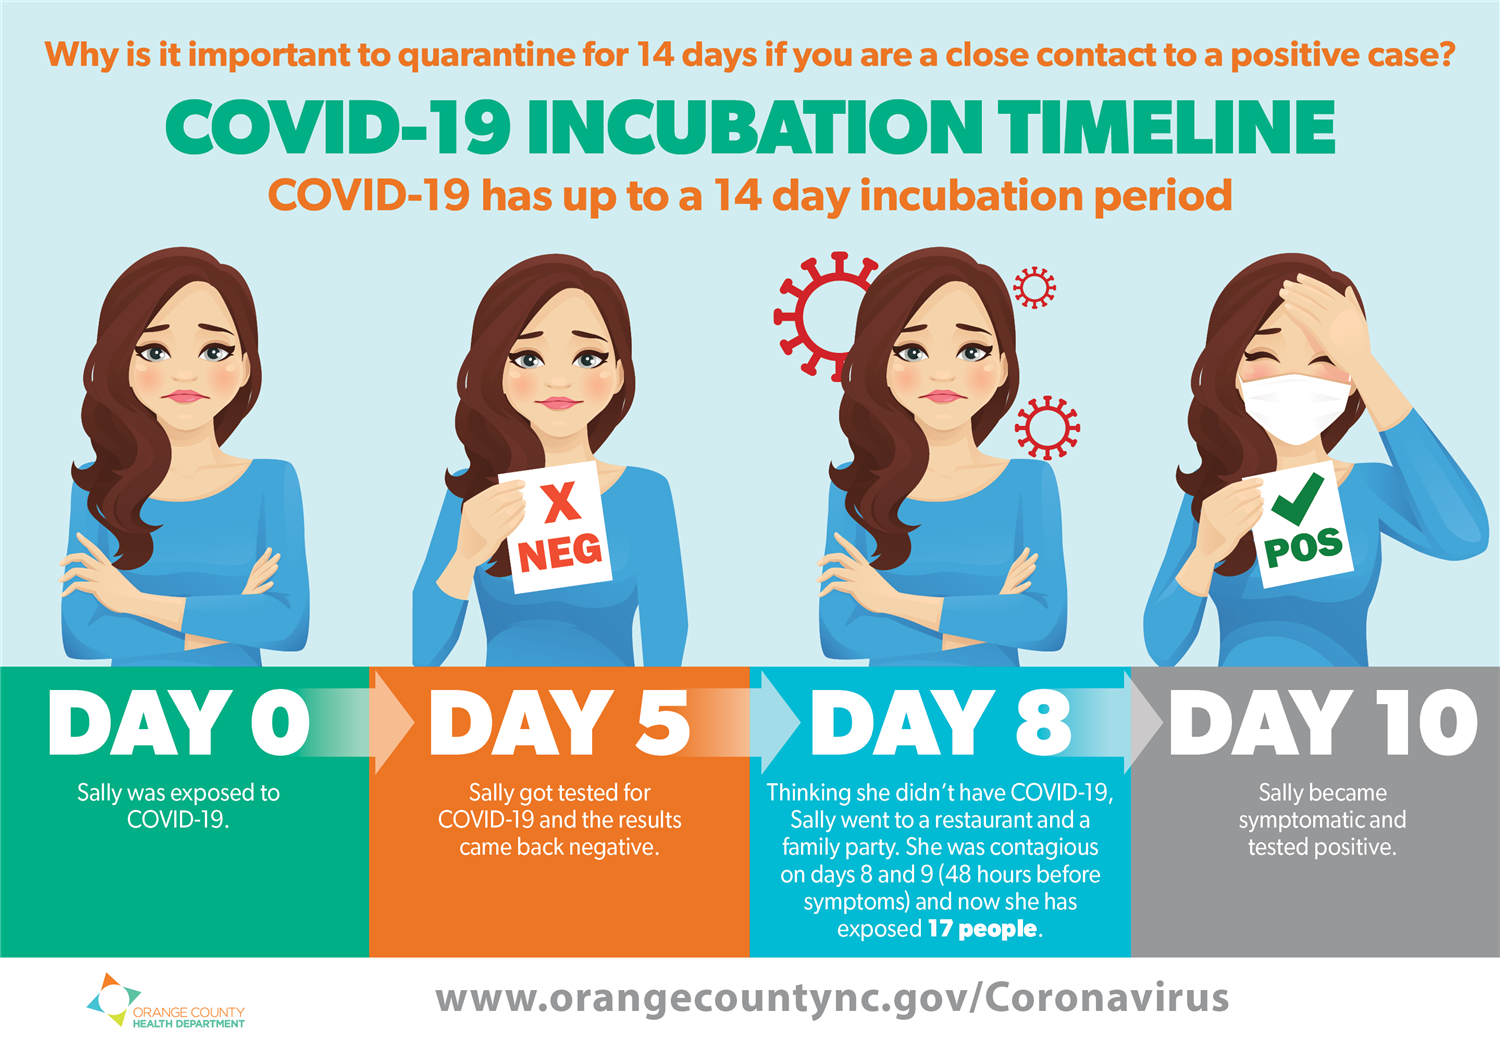 Why is it important to quarantine for 14 days if you are a close contact to a positive case?
COVID-19 INCUBATION TIMELINE
COVID-19 has up to a 14 day incubation period
X
NEG
POS
DAY 0
Sally was exposed to
COVID-19.
DAY 5
Sally got tested for
COVID-19 and the results
came back negative.
DAY 8
Thinking she didn't have COVID-19,
Sally went to a restaurant and a
family party. She was contagious
on days 8 and 9 (48 hours before
symptoms) and now she has
exposed 17 people.
DAY 10
Sally became
symptomatic and
tested positive.
ORANGE COUNTY
HEALTH DEPARTMENT
www.orangecountync.gov/Coronavirus